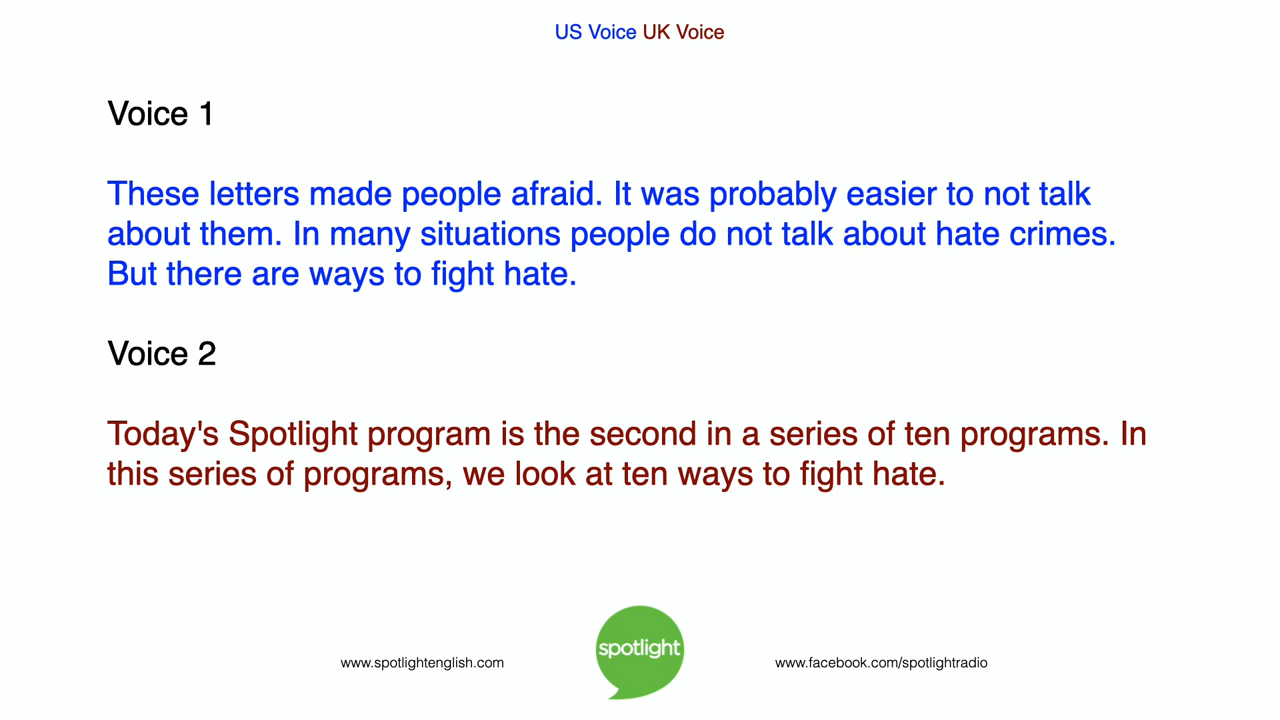 US Voice UK Voice
Voice 1
These letters made people afraid. It was probably easier to not talk
about them. In many situations people do not talk about hate crimes.
But there are ways to fight hate.
Voice 2
Today's Spotlight program is the second in a series of ten programs. In
this series of programs, we look at ten ways to fight hate.
spotlight
www.spotlightenglish.com
www.facebook.com/spotlightradio